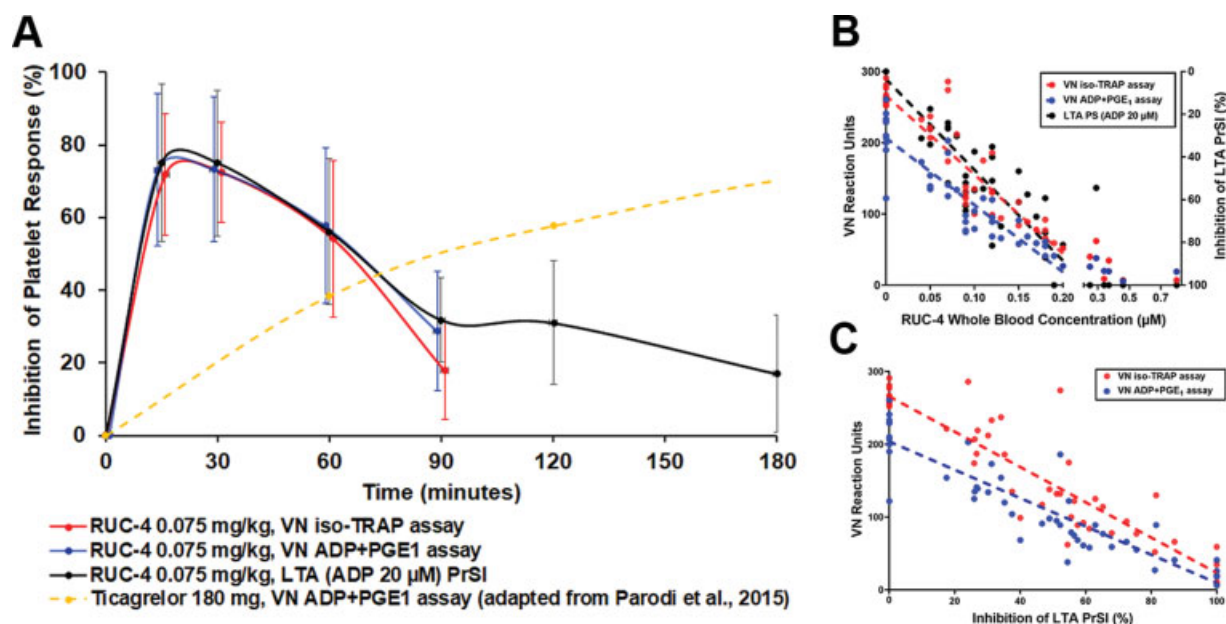 A
Inhibition of Platelet Response (%)
100
80
60
40
20
0
0 30 60 90 120 150 180
Time (minutes)
RUC-4 0.075 mg/kg, VN iso-TRAP assay
RUC-4 0.075 mg/kg, VN ADP+PGE1 assay
RUC-4 0.075 mg/kg, LTA (ADP 20 µM) PrSI
Ticagrelor 180 mg, VN ADP+PGE1 assay (adapted from Parodi et al., 2015)
B
VN Reaction Units
300
200
100
0
VN iso-TRAP assay
VN ADP+PGE₁ assay
LTA PS (ADP 20 µM)
0
20
40
60
80
100
Inhibition of LTA PrSI (%)
0 0.05 0.10 0.15 0.20 0.3 0.5 0.7
RUC-4 Whole Blood Concentration (µM)
C
VN Reaction Units
300
200
100
0
VN iso-TRAP assay
VN ADP+PGE₁ assay
0 20 40 60 80 100
Inhibition of LTA PrSI (%)